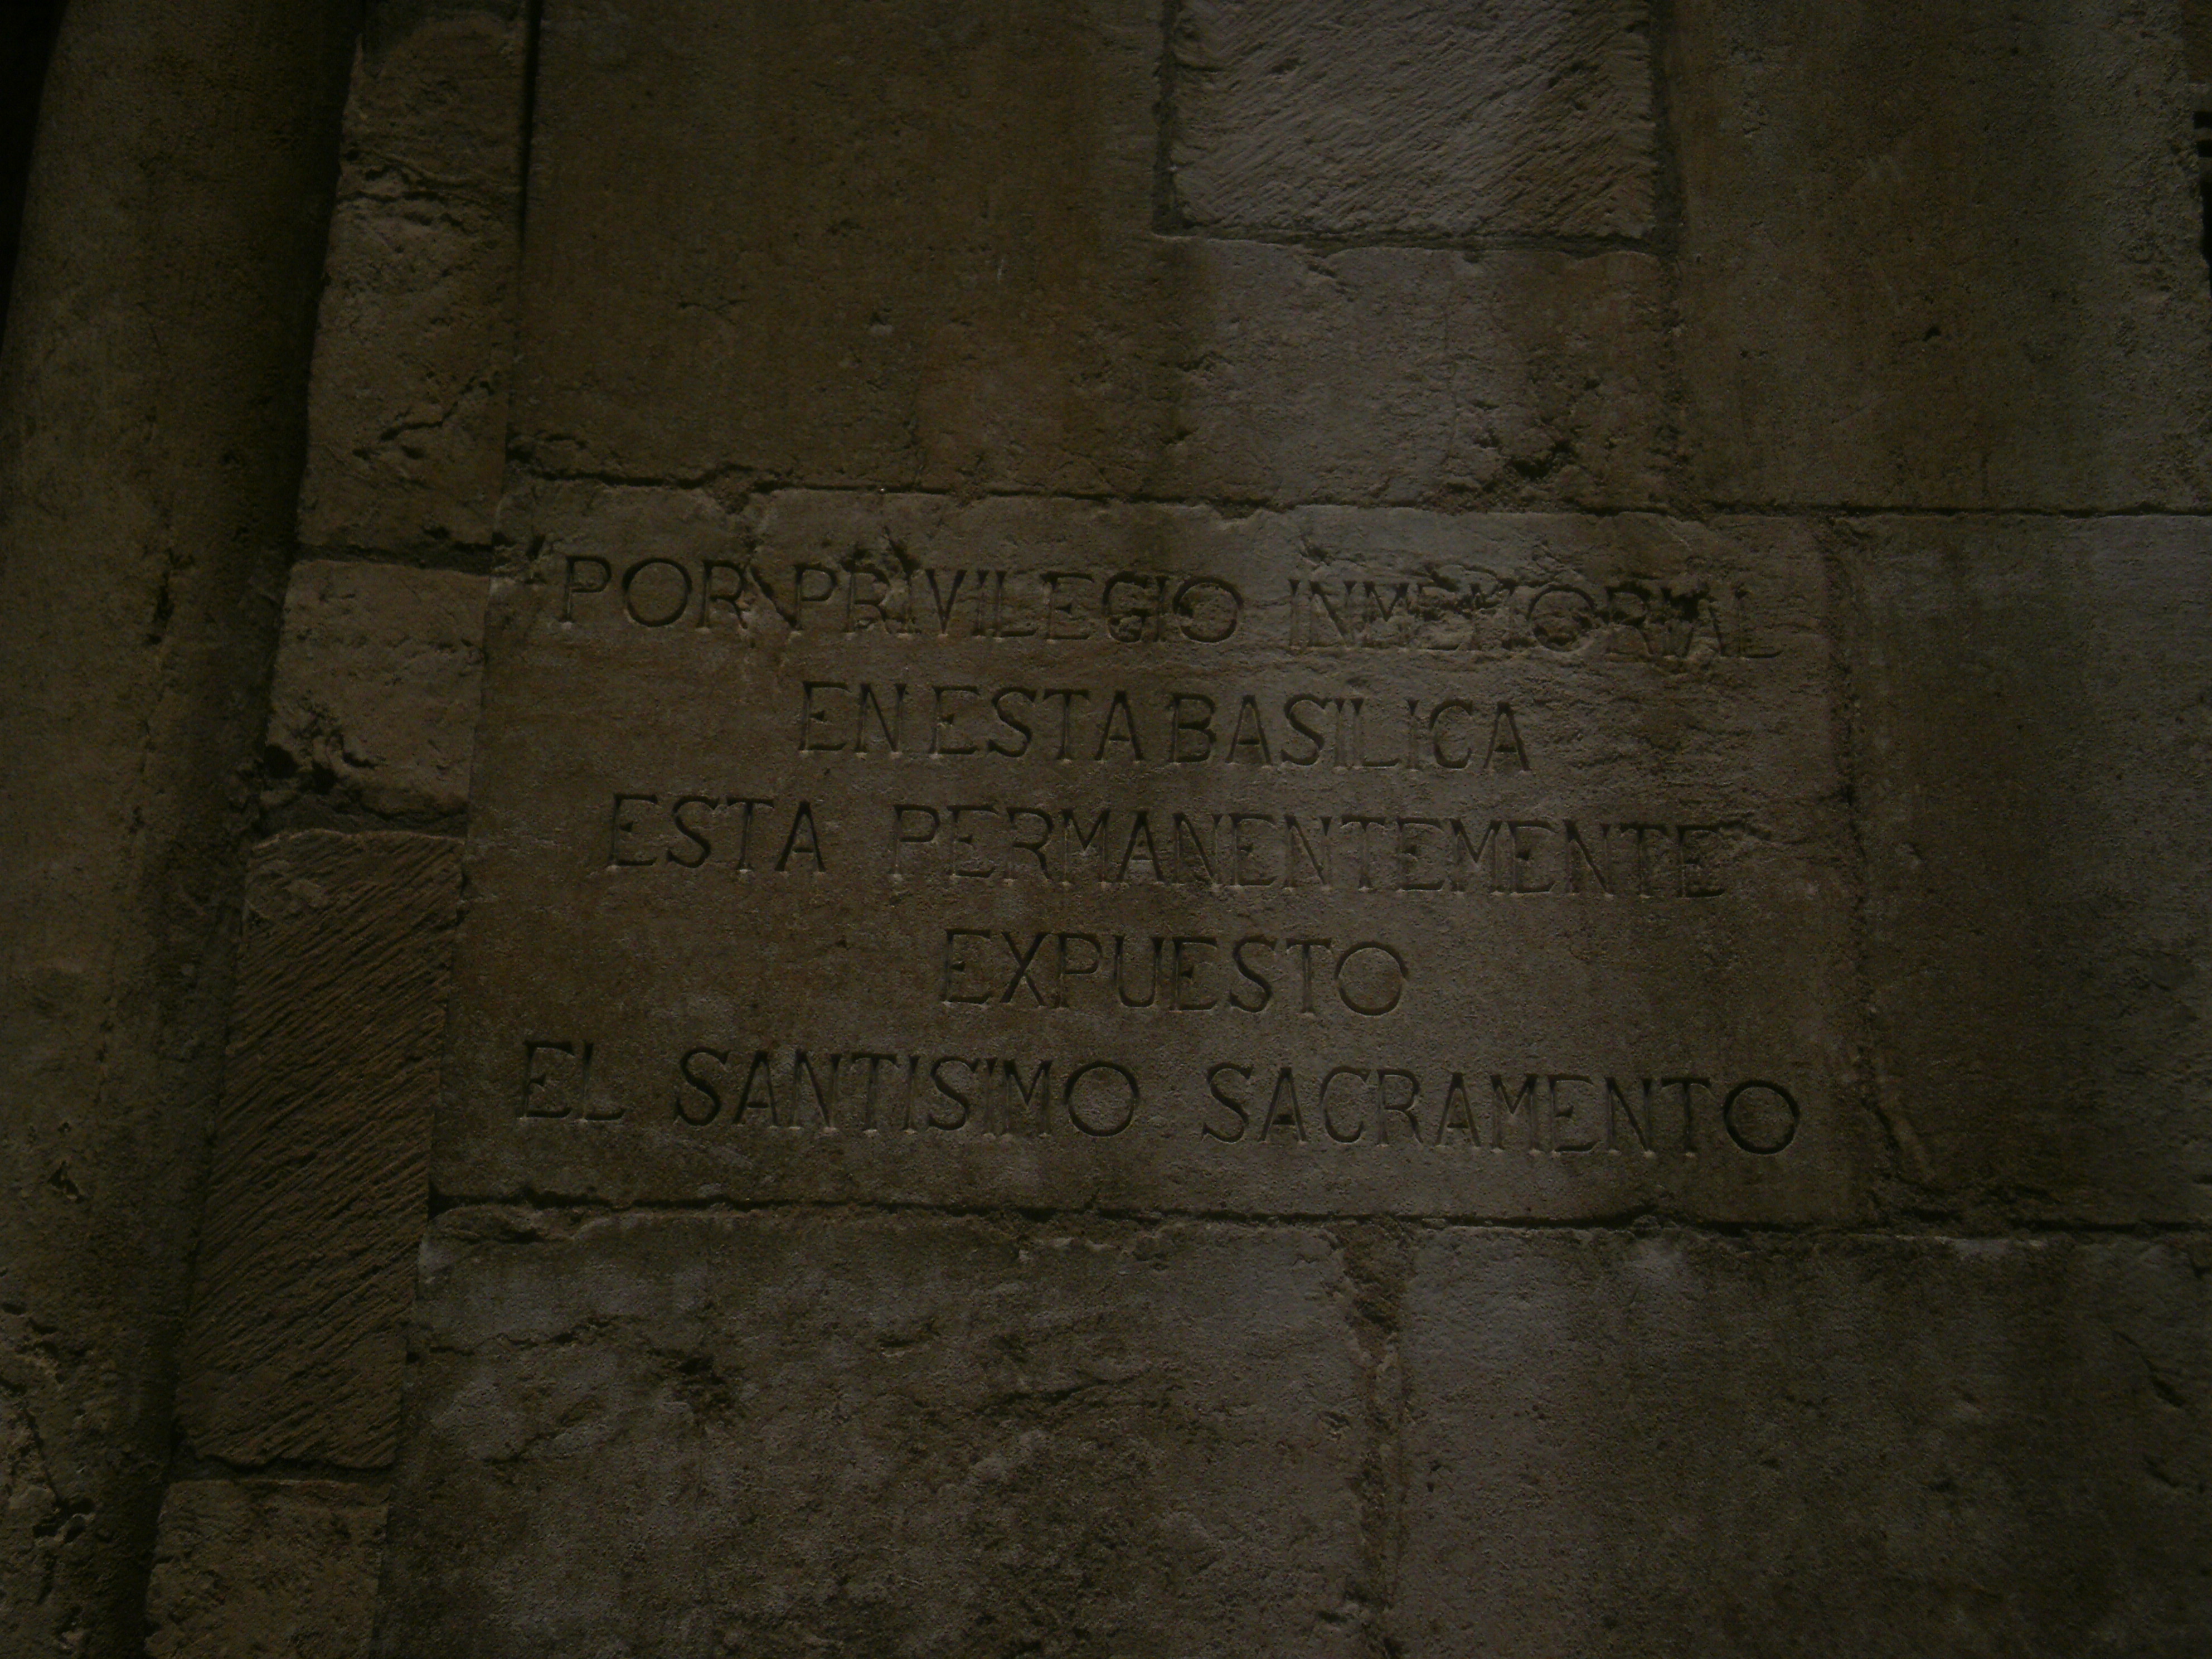 POR PRIVILEGIO INMEMORIAL
EN ESTA BASILICA
ESTA PERMANENTEMENTE
EXPUESTO
EL SANTISIMO SACRAMENTO